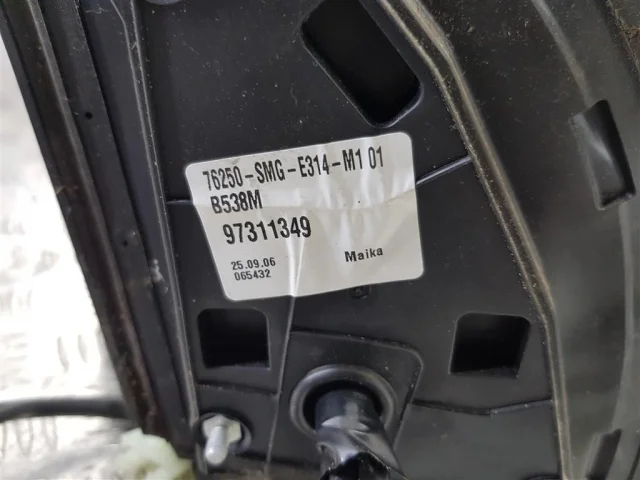 76250-SMG-E314-M1 01
B538M
97311349
25.09.06 Maika
065432